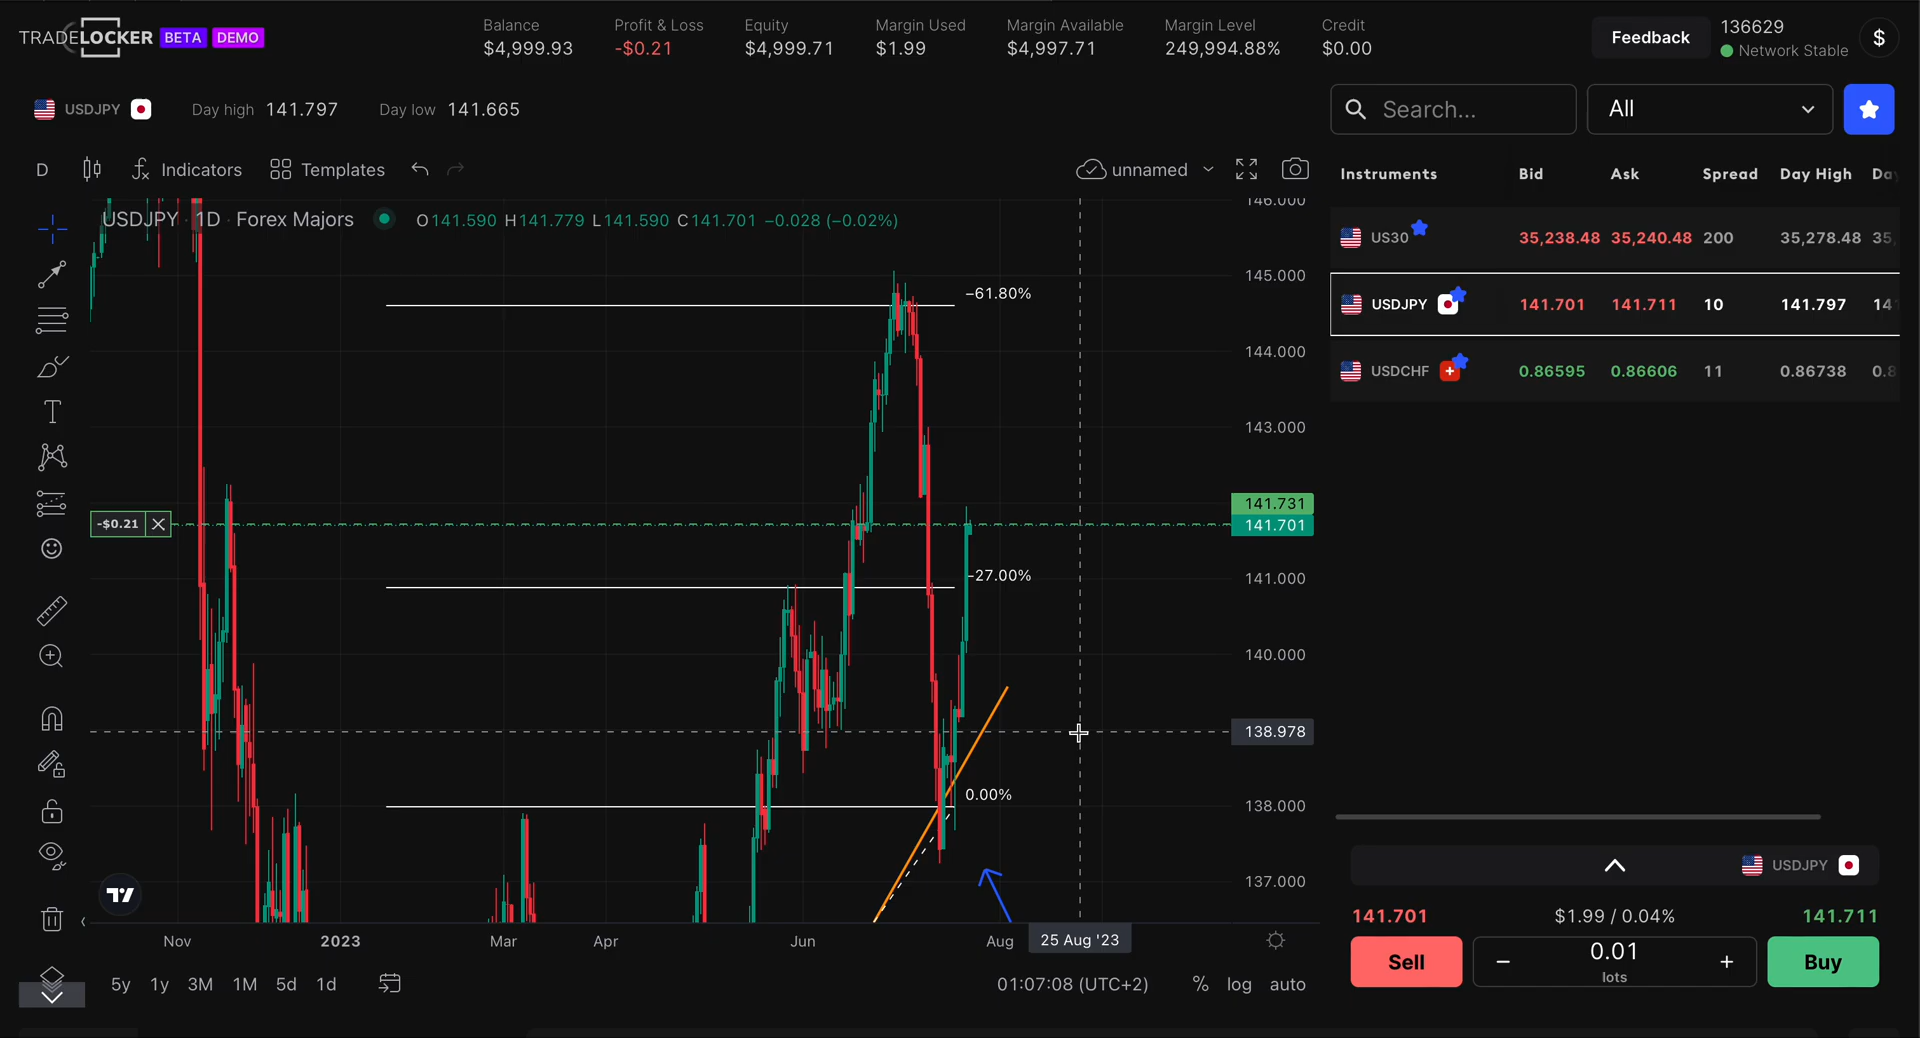 TRADELOCKER BETA DEMO
Balance Profit & Loss Equity Margin Used Margin Available Margin Level Credit
$4,999.93 -$0.21 $4,999.71 $1.99 $4,997.71 249,994.88% $0.00
Feedback
136629
Network Stable
$
USDJPY Day high 141.797 Day low 141.665
Search... All
D Indicators Templates unnamed
USDJPY · 1D · Forex Majors O141.590 H141.779 L141.590 C141.701 −0.028 (−0.02%)
Instruments Bid Ask Spread Day High Da
US30 35,238.48 35,240.48 200 35,278.48 35,
USDJPY 141.701 141.711 10 141.797 14
USDCHF 0.86595 0.86606 11 0.86738 0.8
146.000
145.000
−61.80%
144.000
143.000
141.731
-$0.21 141.701
−27.00% 141.000
140.000
138.978
0.00% 138.000
137.000
Nov 2023 Mar Apr Jun Aug 25 Aug '23
5y 1y 3M 1M 5d 1d 01:07:08 (UTC+2) % log auto
USDJPY
141.701 $1.99 / 0.04% 141.711
Sell − 0.01 + Buy
lots